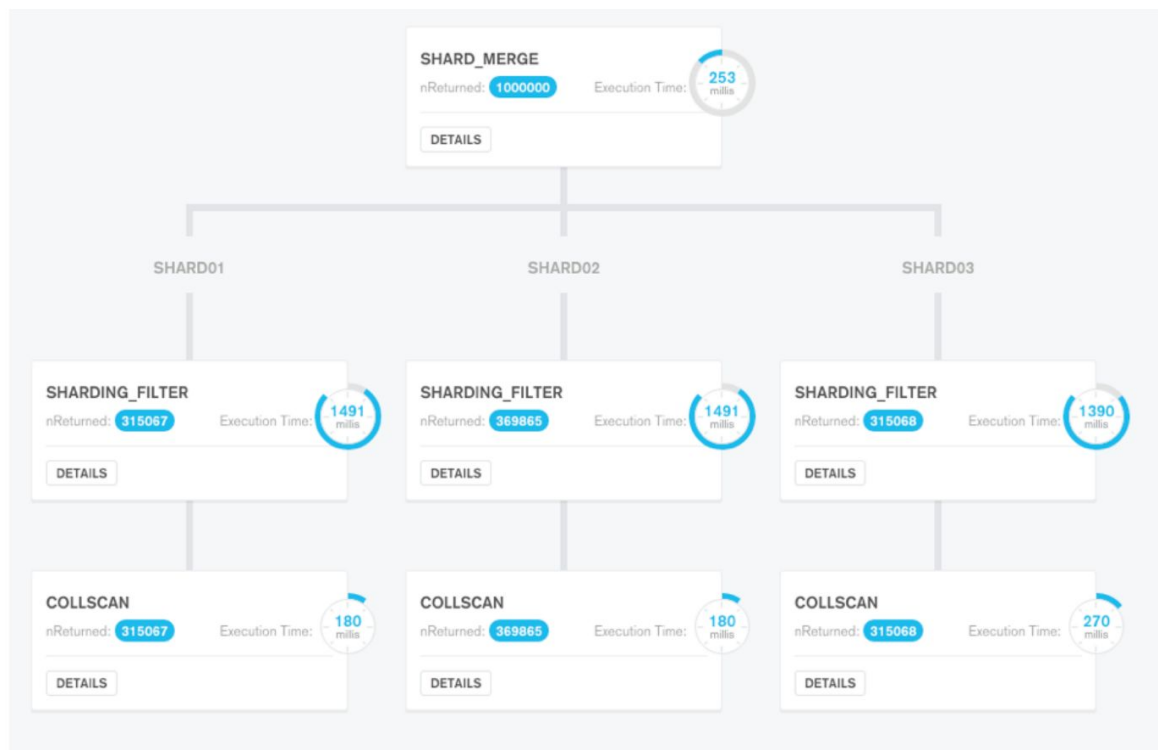 SHARD_MERGE
nReturned: 1000000 Execution Time: 253 millis
DETAILS
SHARD01 SHARD02 SHARD03
SHARDING_FILTER SHARDING_FILTER SHARDING_FILTER
nReturned: 315067 Execution Time: 1491 millis nReturned: 369865 Execution Time: 1491 millis nReturned: 315068 Execution Time: 1390 millis
DETAILS DETAILS DETAILS
COLLSCAN COLLSCAN COLLSCAN
nReturned: 315067 Execution Time: 180 millis nReturned: 369865 Execution Time: 180 millis nReturned: 315068 Execution Time: 270 millis
DETAILS DETAILS DETAILS